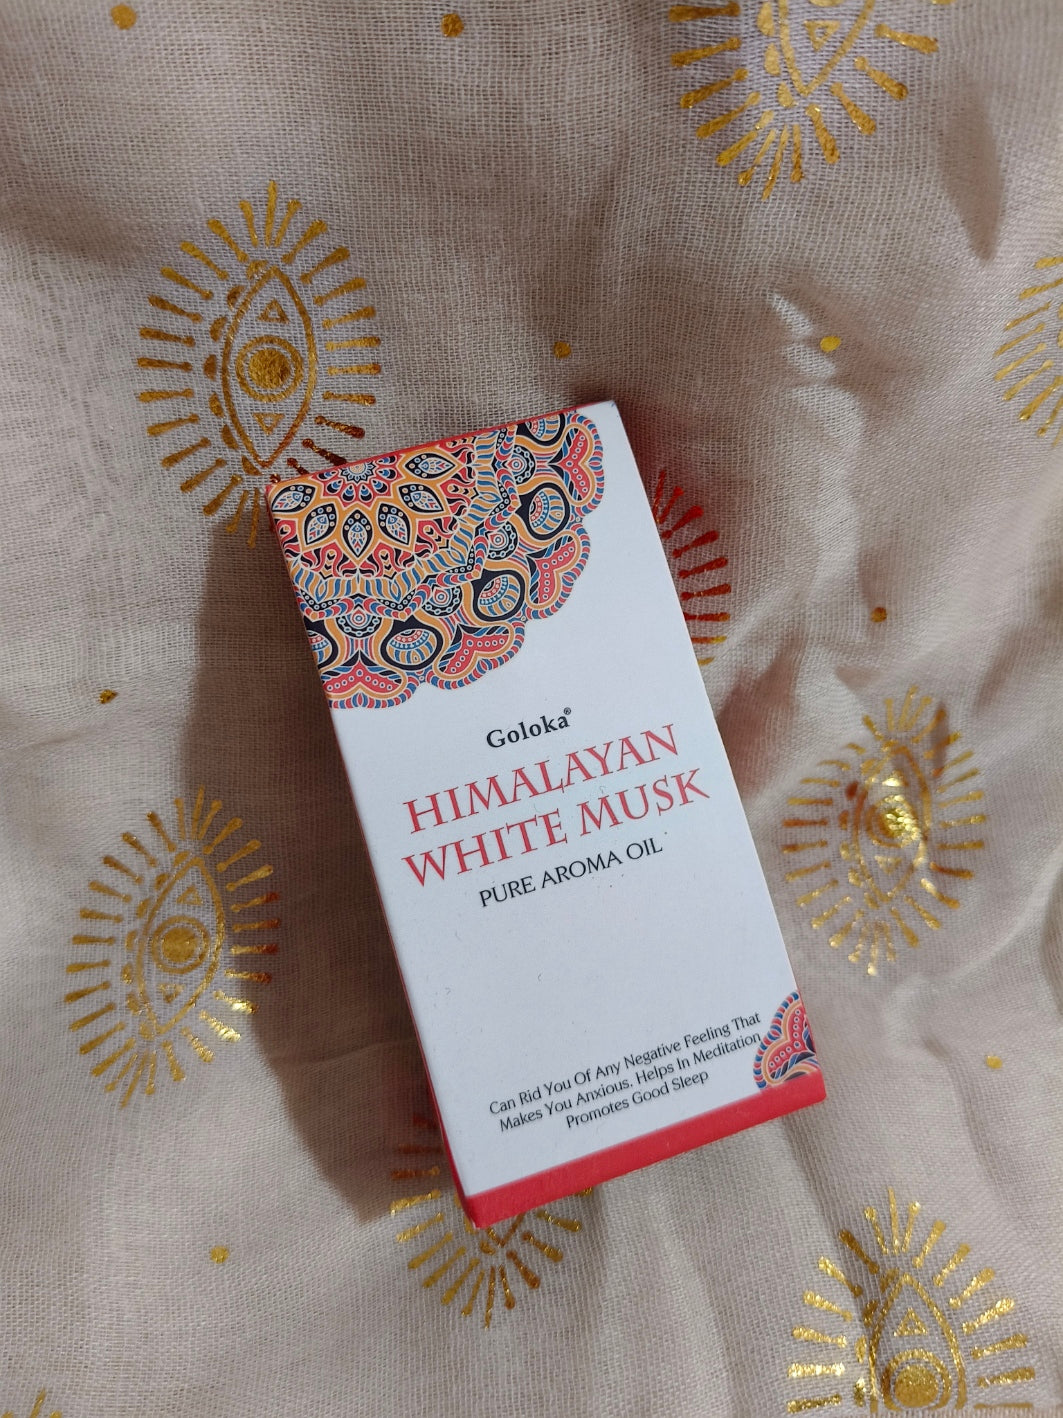 Goloka®
HIMALAYAN
WHITE MUSK
PURE AROMA OIL
Can Rid You Of Any Negative Feeling That
Makes You Anxious. Helps In Meditation
Promotes Good Sleep